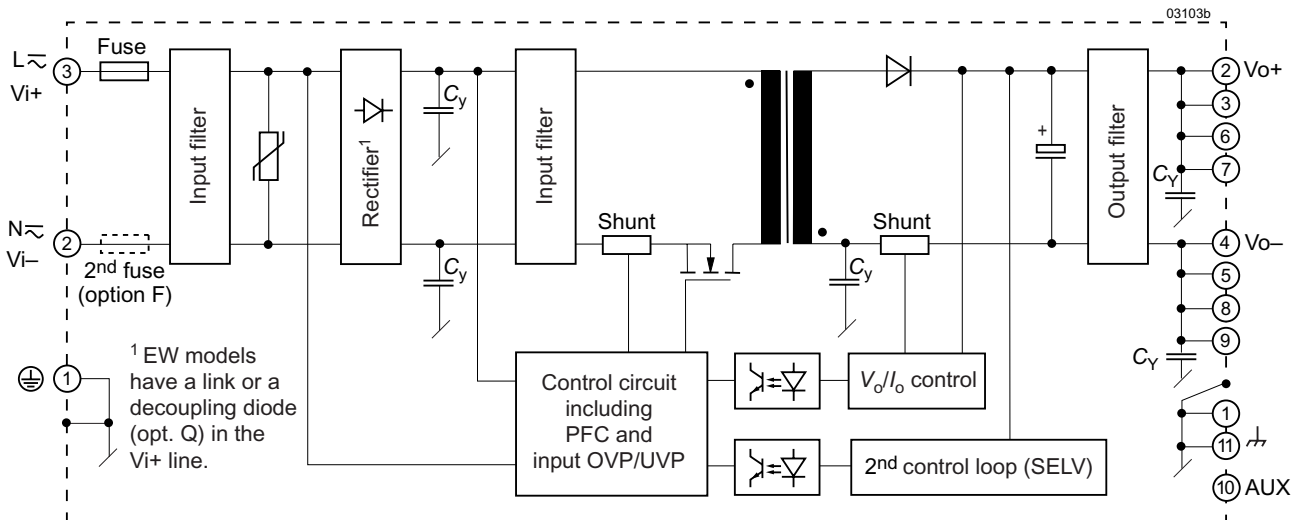 03103b
L
3
Vi+
Fuse
Input filter
Rectifier1
Cy
Cy
Input filter
N
2
Vi–
2nd fuse
(option F)
1
1 EW models
have a link or a
decoupling diode
(opt. Q) in the
Vi+ line.
Shunt
Control circuit
including
PFC and
input OVP/UVP
Cy
Shunt
Vo/Io control
2nd control loop (SELV)
+
Output filter
CY
2 Vo+
3
6
7
4 Vo–
5
8
9
CY
1
11
10 AUX